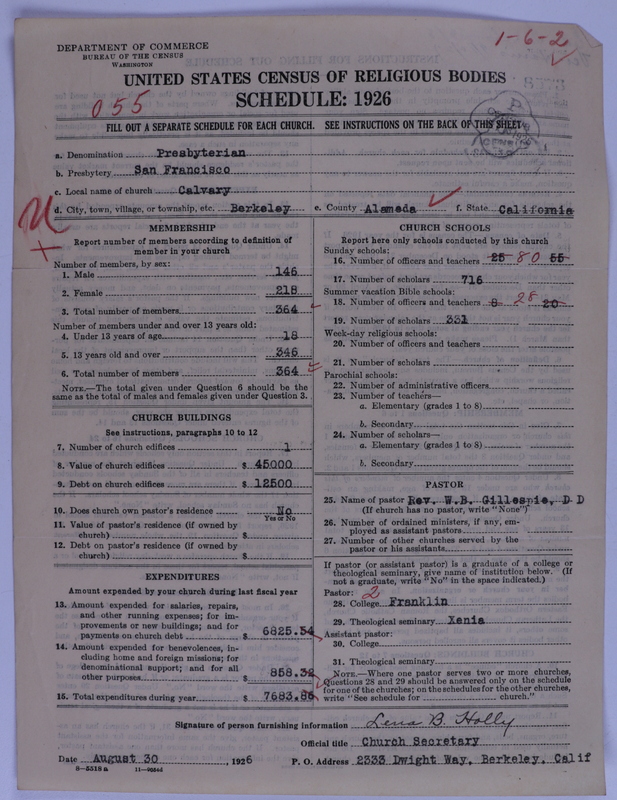 1-6-2
DEPARTMENT OF COMMERCE
BUREAU OF THE CENSUS
WASHINGTON
UNITED STATES CENSUS OF RELIGIOUS BODIES
8573
SCHEDULE: 1926
055
FILL OUT A SEPARATE SCHEDULE FOR EACH CHURCH. SEE INSTRUCTIONS ON THE BACK OF THIS SHEET
a. Denomination Presbyterian
b. Presbytery San Francisco
c. Local name of church Calvary
d. City, town, village, or township, etc. Berkeley e. County Alameda f. State California
MEMBERSHIP
Report number of members according to definition of
member in your church
Number of members, by sex:
1. Male 146
2. Female 218
3. Total number of members 364
Number of members under and over 13 years old:
4. Under 13 years of age 18
5. 13 years old and over 346
6. Total number of members 364
NOTE.—The total given under Question 6 should be the
same as the total of males and females given under Question 3.
CHURCH BUILDINGS
See instructions, paragraphs 10 to 12
7. Number of church edifices 1
8. Value of church edifices $ 45000
9. Debt on church edifices $ 12500
10. Does church own pastor's residence No
Yes or No
11. Value of pastor's residence (if owned by
church) $
12. Debt on pastor's residence (if owned by
church) $
EXPENDITURES
Amount expended by your church during last fiscal year
13. Amount expended for salaries, repairs,
and other running expenses; for im-
provements or new buildings; and for
payments on church debt $ 6825.54
14. Amount expended for benevolences, in-
cluding home and foreign missions; for
denominational support; and for all
other purposes $ 858.32
15. Total expenditures during year $ 7683.86
CHURCH SCHOOLS
Report here only schools conducted by this church
Sunday schools:
16. Number of officers and teachers 25 80 55
17. Number of scholars 716
Summer vacation Bible schools:
18. Number of officers and teachers 8 28 20
19. Number of scholars 331
Week-day religious schools:
20. Number of officers and teachers
21. Number of scholars
Parochial schools:
22. Number of administrative officers
23. Number of teachers—
a. Elementary (grades 1 to 8)
b. Secondary
24. Number of scholars—
a. Elementary (grades 1 to 8)
b. Secondary
PASTOR
25. Name of pastor Rev. W.B. Gillespie, D D
(If church has no pastor, write "None")
26. Number of ordained ministers, if any, em-
ployed as assistant pastors
27. Number of other churches served by the
pastor or his assistants
If pastor (or assistant pastor) is a graduate of a college or
theological seminary, give name of institution below. (If
not a graduate, write "No" in the space indicated.)
Pastor: 2
28. College Franklin
29. Theological seminary Xenia
Assistant pastor:
30. College
31. Theological seminary
NOTE.—Where one pastor serves two or more churches,
Questions 28 and 29 should be answered only on the schedule
for one of the churches; on the schedules for the other churches,
write "See schedule for church."
Signature of person furnishing information Lena B. Holly
Official title Church Secretary
Date August 30, 1926 P. O. Address 2333 Dwight Way, Berkeley, Calif
8-5518a